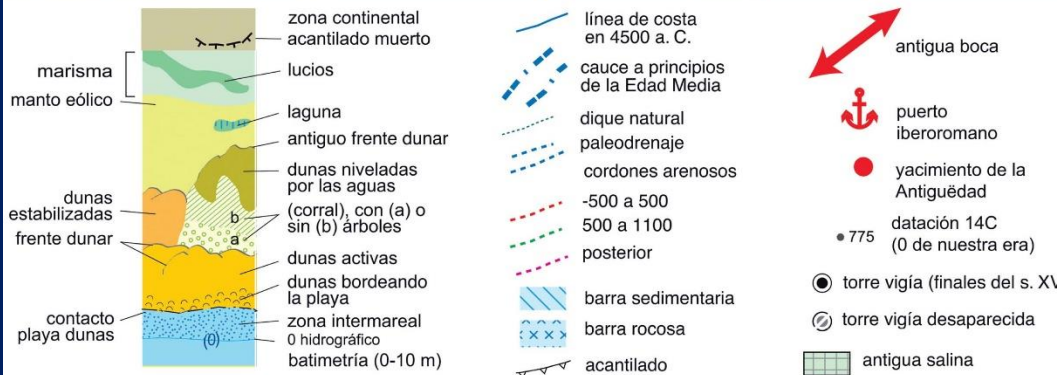 zona continental
acantilado muerto
marisma
lucios
manto eólico
laguna
antiguo frente dunar
dunas niveladas
por las aguas
dunas
estabilizadas
b
(corral), con (a) o
sin (b) árboles
a
frente dunar
dunas activas
dunas bordeando
la playa
contacto
playa dunas
zona intermareal
(0)
0 hidrográfico
batimetría (0-10 m)
línea de costa
en 4500 a. C.
cauce a principios
de la Edad Media
dique natural
paleodrenaje
cordones arenosos
-500 a 500
500 a 1100
posterior
barra sedimentaria
barra rocosa
acantilado
antigua boca
puerto
iberoromano
yacimiento de la
Antiguëdad
775
datación 14C
(0 de nuestra era)
torre vigía (finales del s. XV
torre vigía desaparecida
antigua salina